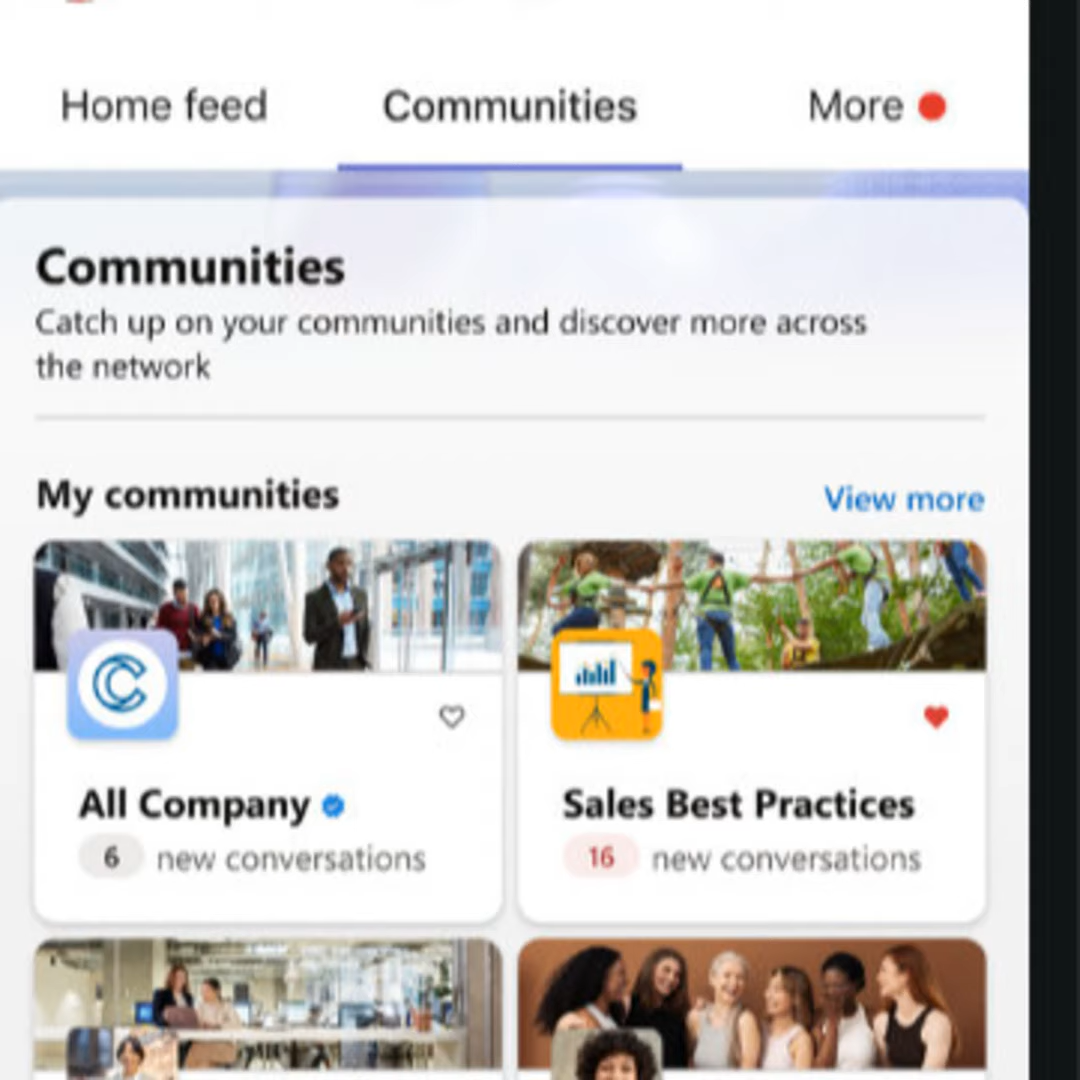 Home feed
Communities
More
Communities
Catch up on your communities and discover more across
the network
My communities
View more
All Company
6 new conversations
Sales Best Practices
16 new conversations